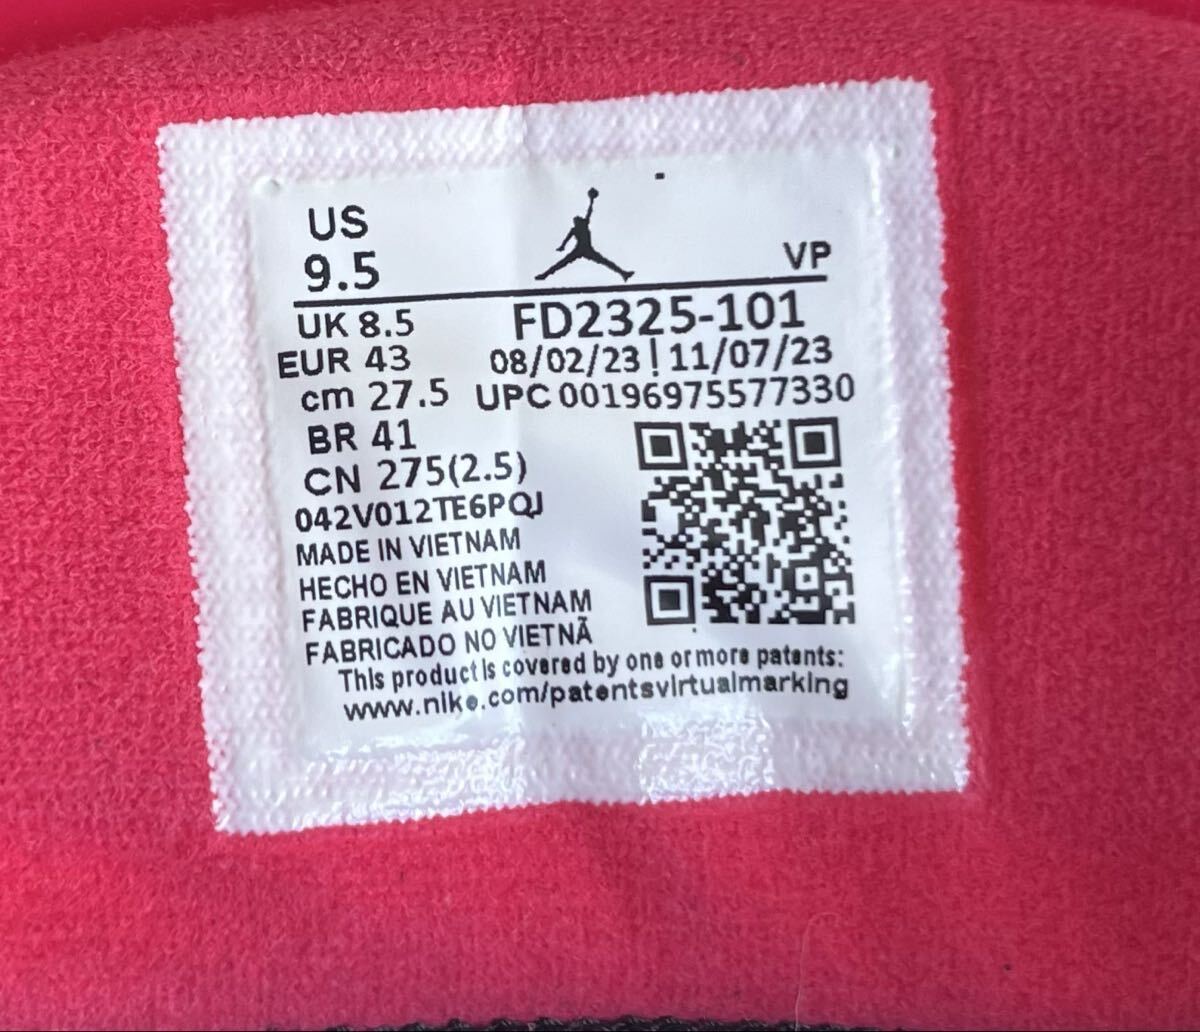 US
9.5
VP
UK 8.5
FD2325-101
EUR 43
08/02/23 ! 11/07/23
cm 27.5
UPC 001969755577330
BR 41
CN 275(2.5)
042V012TE6PQJ
MADE IN VIETNAM
HECHO EN VIETNAM
FABRIQUE AU VIETNAM
FABRICADO NO VIETNÃ
This product is covered by one or more patents:
www.nike.com/patentsvirtualmarking